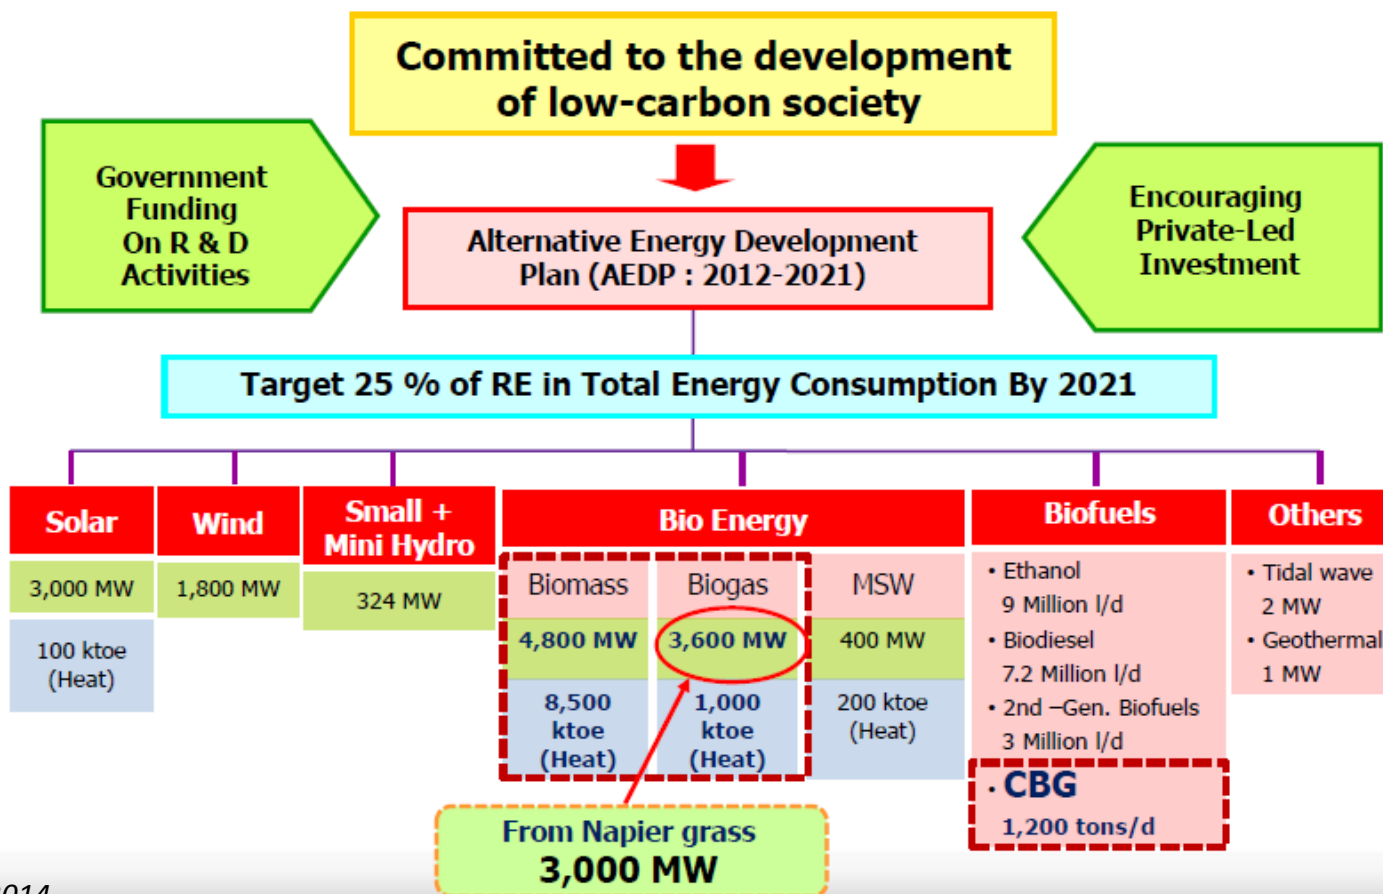 Committed to the development
of low-carbon society
Government
Funding
On R & D
Activities
Encouraging
Private-Led
Investment
Alternative Energy Development
Plan (AEDP : 2012-2021)
Target 25 % of RE in Total Energy Consumption By 2021
Solar
3,000 MW
100 ktoe
(Heat)
Wind
1,800 MW
Small +
Mini Hydro
324 MW
Bio Energy
Biomass
4,800 MW
8,500
ktoe
(Heat)
Biogas
3,600 MW
1,000
ktoe
(Heat)
MSW
400 MW
200 ktoe
(Heat)
From Napier grass
3,000 MW
Biofuels
• Ethanol
9 Million l/d
• Biodiesel
7.2 Million l/d
• 2nd –Gen. Biofuels
3 Million l/d
• CBG
1,200 tons/d
Others
• Tidal wave
2 MW
• Geothermal
1 MW